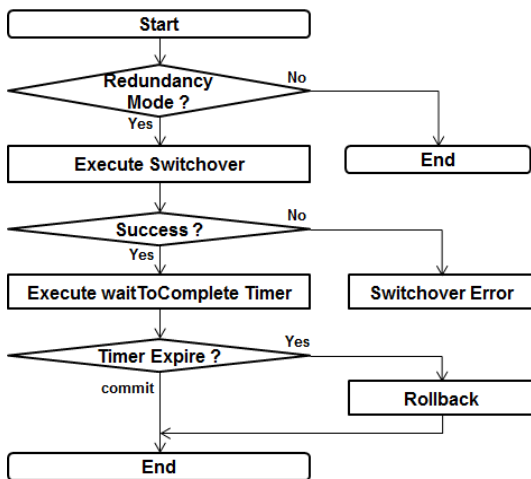 Start
Redundancy
Mode ?
No
Yes
Execute Switchover
End
Success ?
No
Yes
Execute waitToComplete Timer
Switchover Error
Timer Expire ?
Yes
commit
Rollback
End